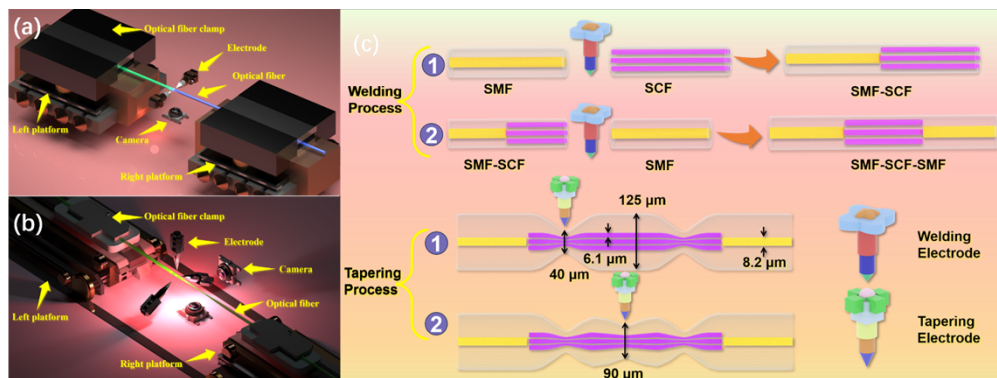 (a)
Optical fiber clamp
Electrode
Optical fiber
Left platform
Camera
Right platform
(b)
Optical fiber clamp
Electrode
Camera
Optical fiber
Left platform
Right platform
(c)
Welding
Process
1
SMF
SCF
SMF-SCF
2
SMF-SCF
SMF
SMF-SCF-SMF
Tapering
Process
1
125 μm
6.1 μm
40 μm
8.2 μm
2
90 μm
Welding
Electrode
Tapering
Electrode